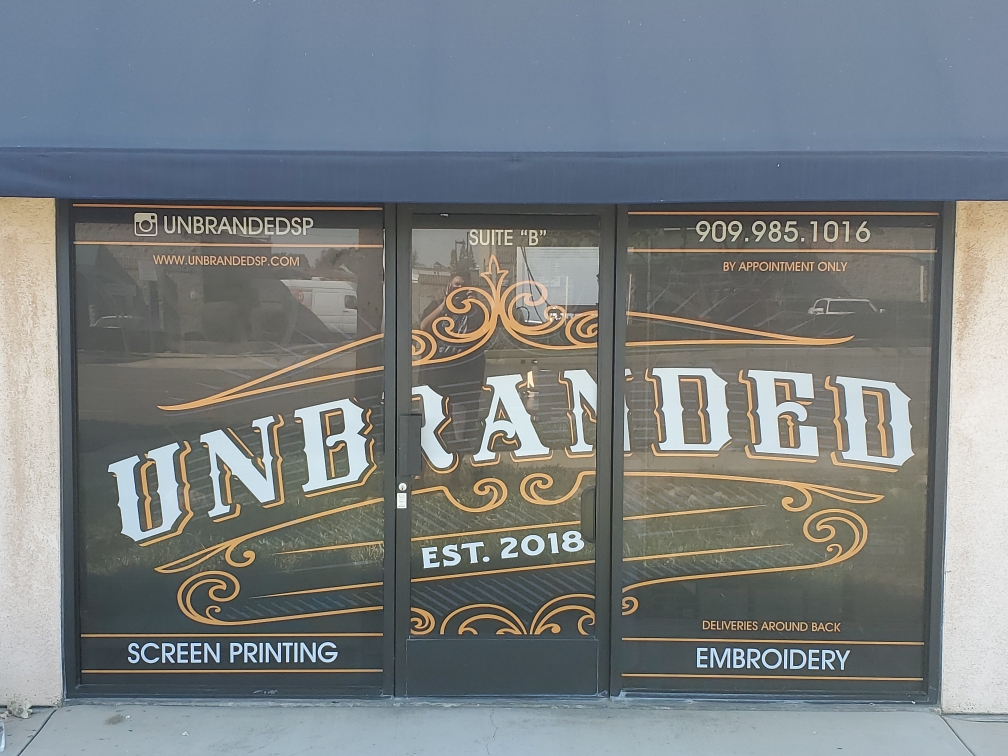 UNBRANDEDSP
WWW.UNBRANDEDSP.COM
SUITE "B"
909.985.1016
BY APPOINTMENT ONLY
UNBRANDED
EST. 2018
DELIVERIES AROUND BACK
SCREEN PRINTING
EMBROIDERY